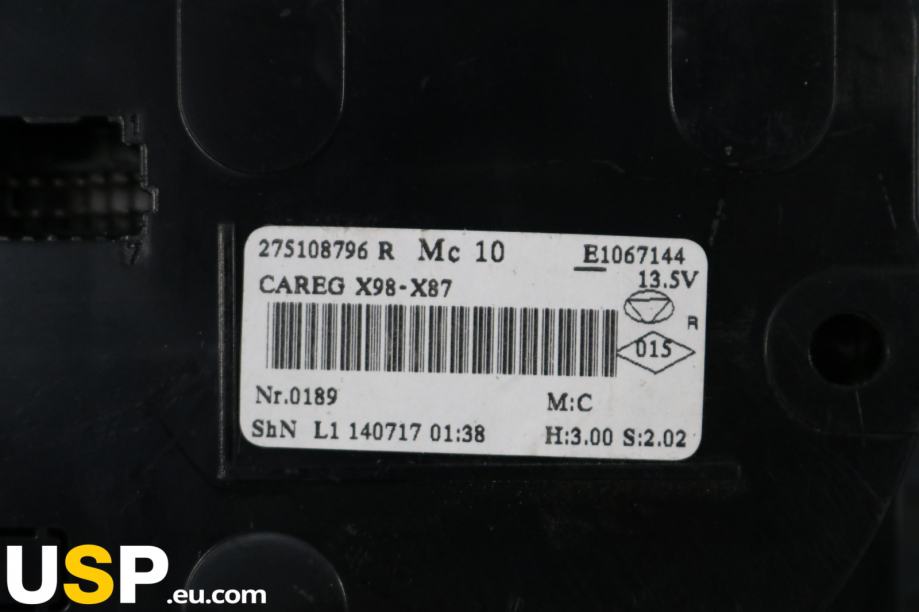 275108796 R Mc 10 E1067144
13.5V
CAREG X98-X87
R
015
Nr.0189 M:C
ShN L1 140717 01:38 H:3.00 S:2.02
USP.eu.com